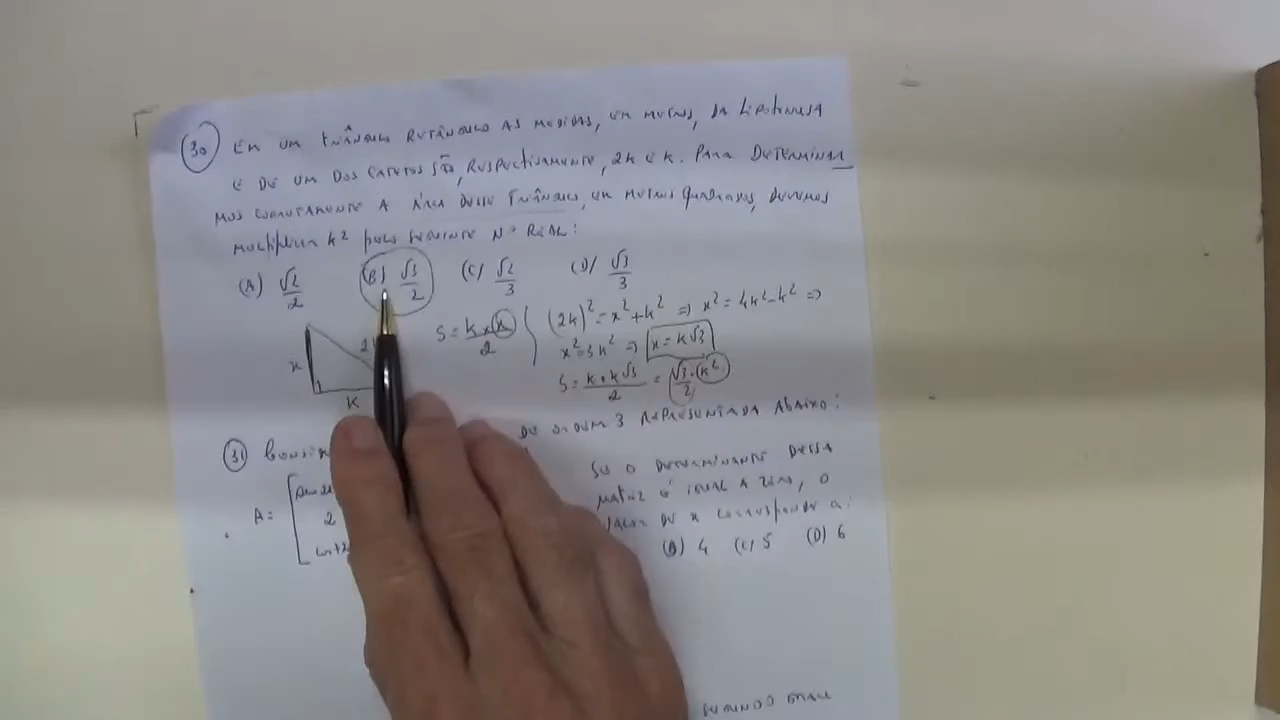 30 EM UM TRIÂNGULO RETÂNGULO AS MEDIDAS, EM METROS, DA HIPOTENUSA
E DE UM DOS CATETOS SÃO, RESPECTIVAMENTE, 2K E K. PARA DETERMINAR
MOS CORRETAMENTE A ÁREA DESSE TRIÂNGULO, EM METROS QUADRADOS, DEVEMOS
MULTIPLICAR K² PELO SEGUINTE Nº REAL:
(A) √2/2 (B) √3/2 (C) √2/3 (D) √3/3
S = K.x/2 { (2K)² = x² + K² => x² = 4K² - K² =>
x² = 3K² => x = K√3
S = K.K√3/2 = √3/2.K²
x
K
31
DE ORDEM 3 REPRESENTADA ABAIXO:
A = [
2
SE O DETERMINANTE DESSA
MATRIZ É IGUAL A ZERO, O
VALOR DE x CORRESPONDE A:
(B) 4 (C) 5 (D) 6
SEGUNDO GRAU